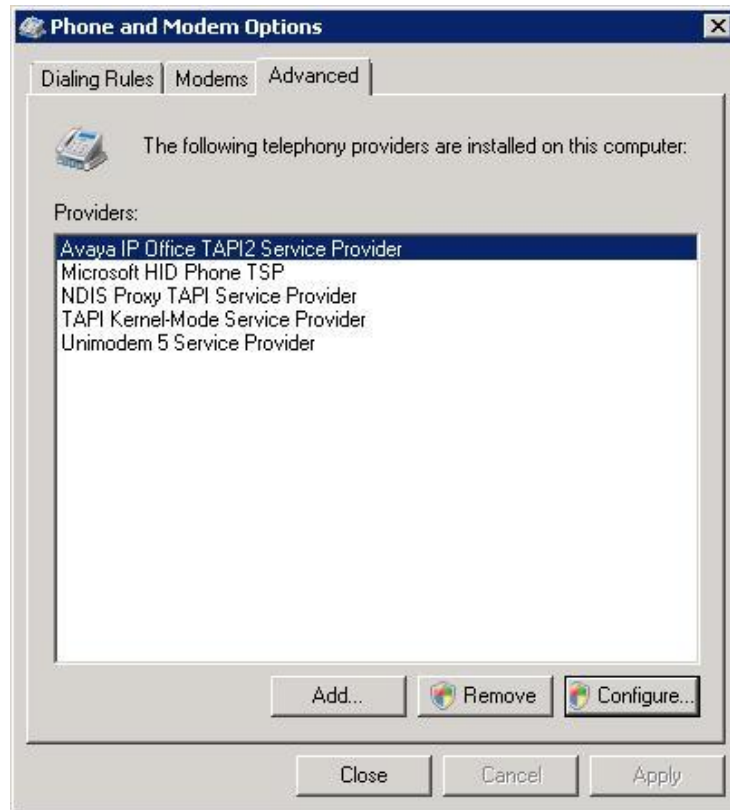 Phone and Modem Options
Dialing Rules Modems Advanced
The following telephony providers are installed on this computer:
Providers:
Avaya IP Office TAPI2 Service Provider
Microsoft HID Phone TSP
NDIS Proxy TAPI Service Provider
TAPI Kernel-Mode Service Provider
Unimodem 5 Service Provider
Add... Remove Configure...
Close Cancel Apply